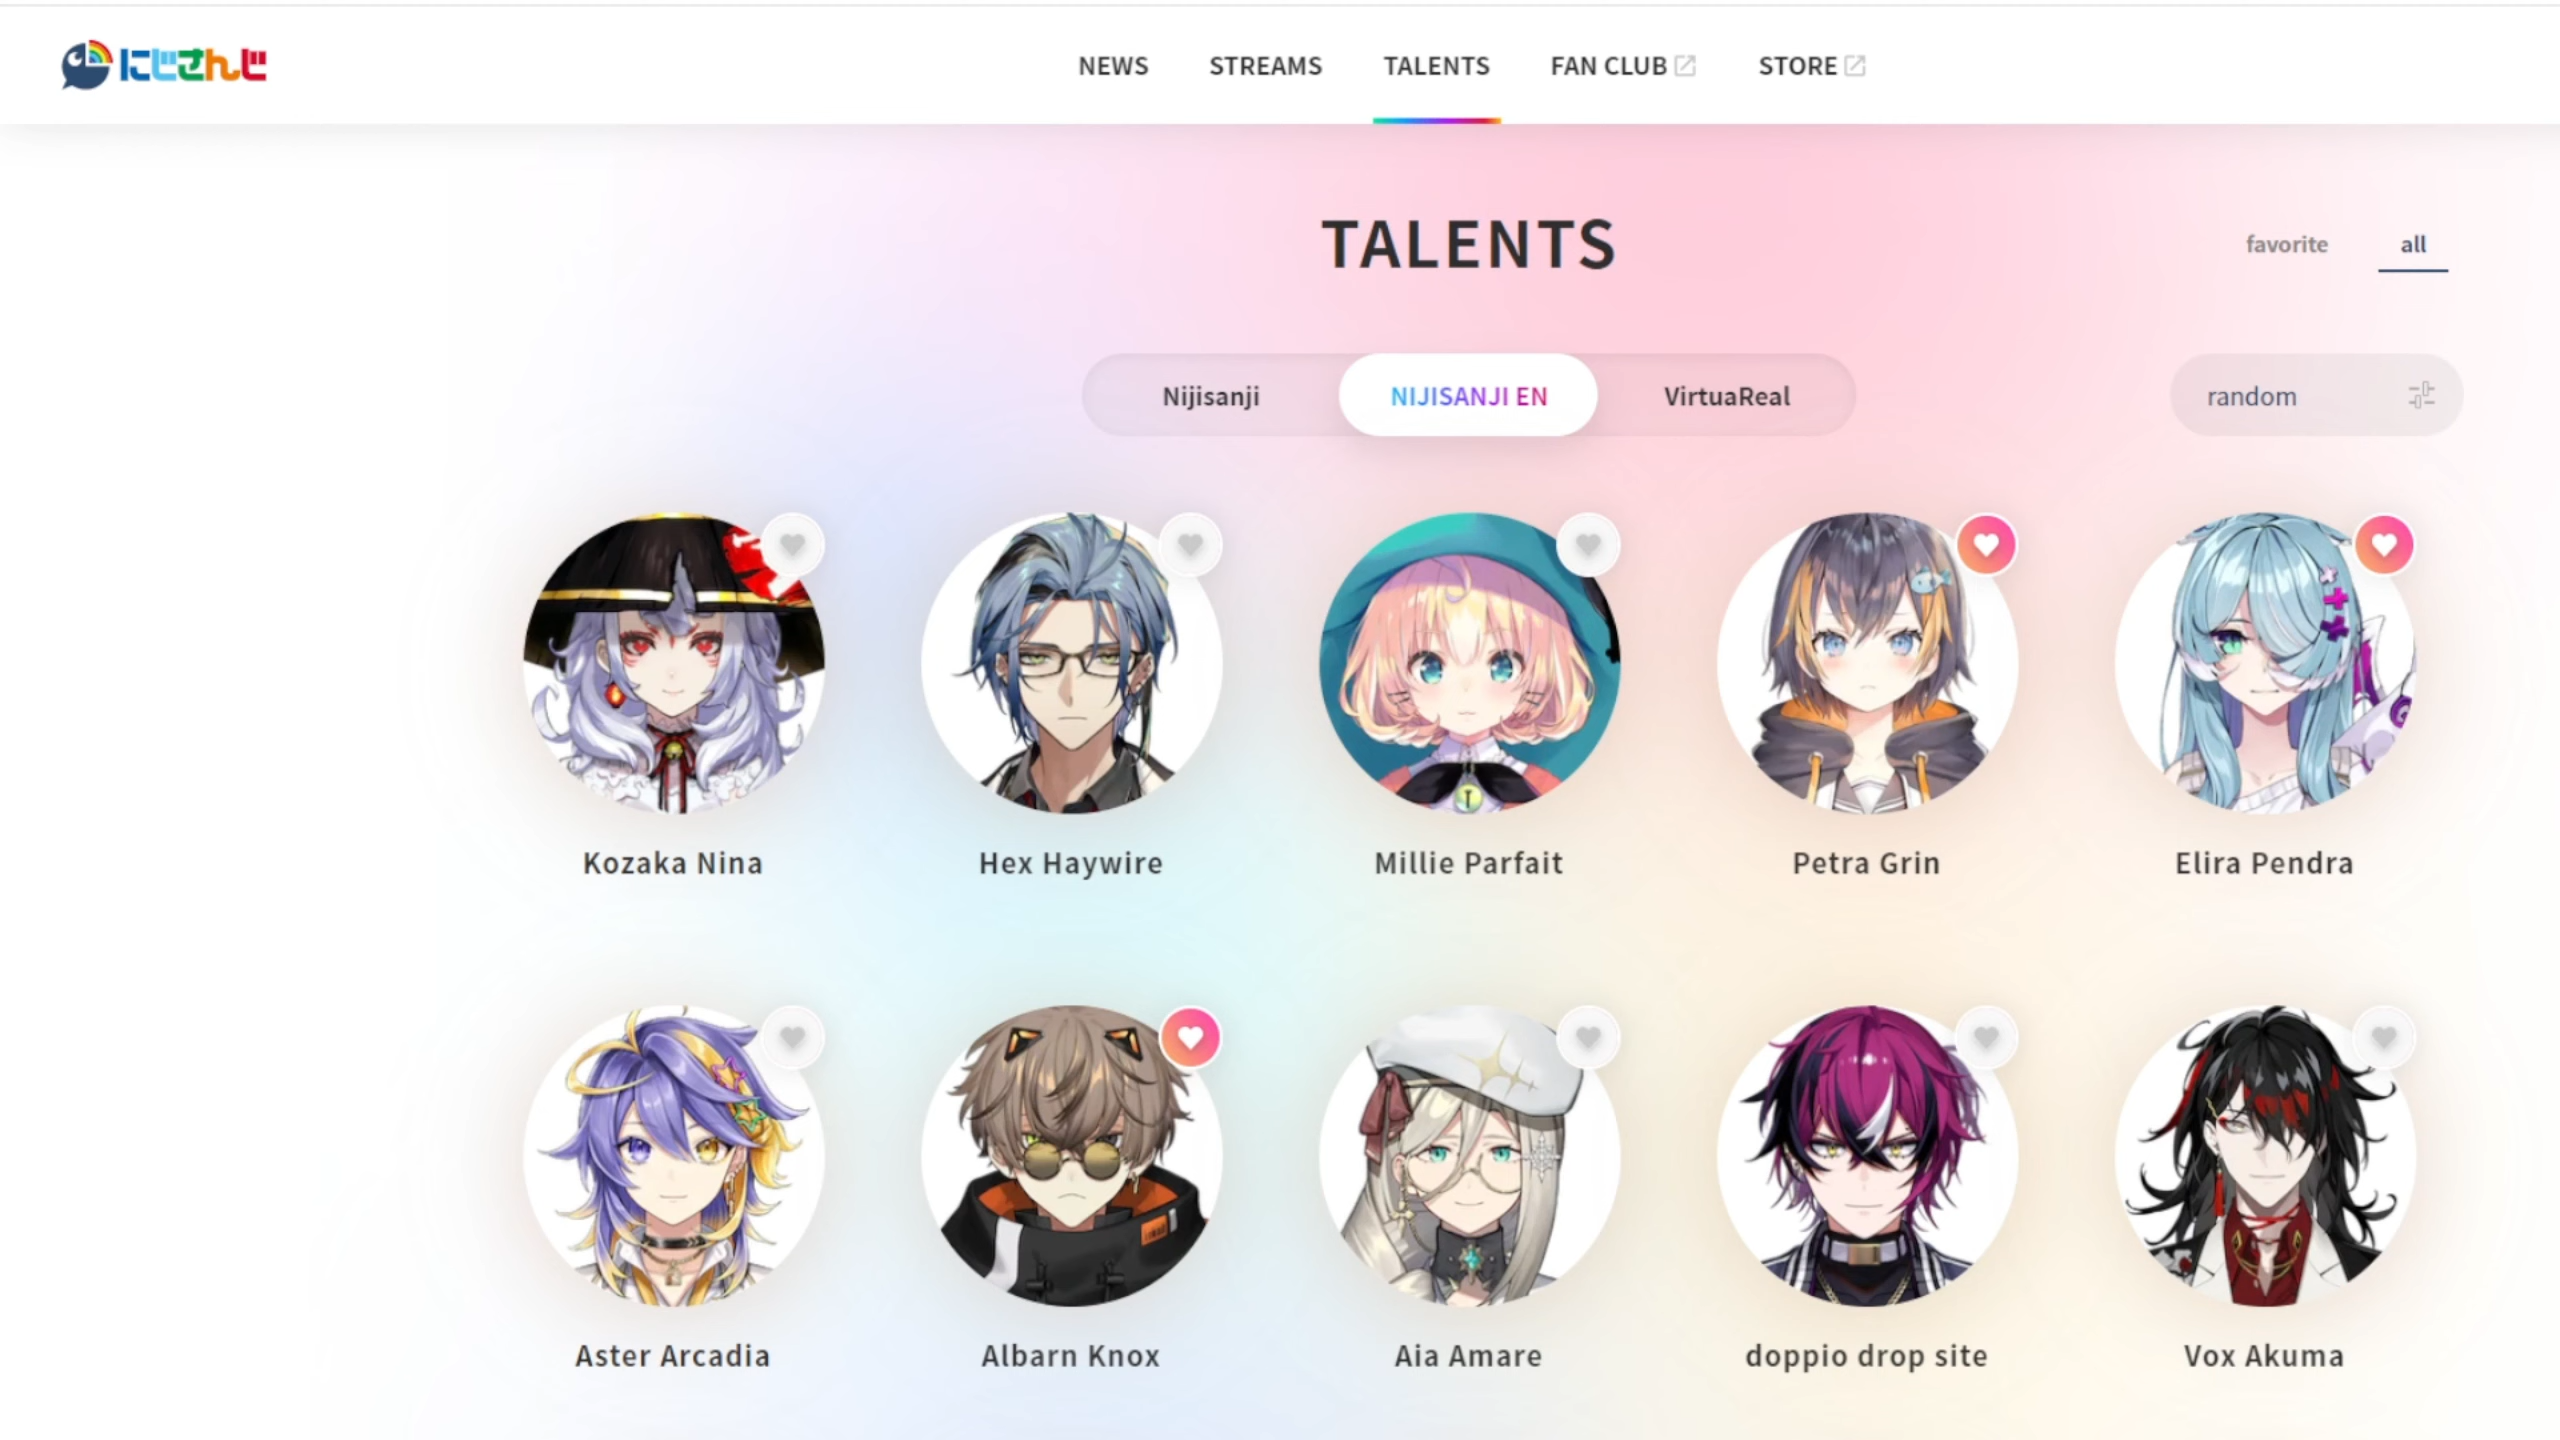 にじさんじ
NEWS STREAMS TALENTS FAN CLUB STORE
TALENTS
favorite all
Nijisanji NIJISANJI EN VirtuaReal
random
Kozaka Nina Hex Haywire Millie Parfait Petra Grin Elira Pendra
Aster Arcadia Albarn Knox Aia Amare doppio drop site Vox Akuma